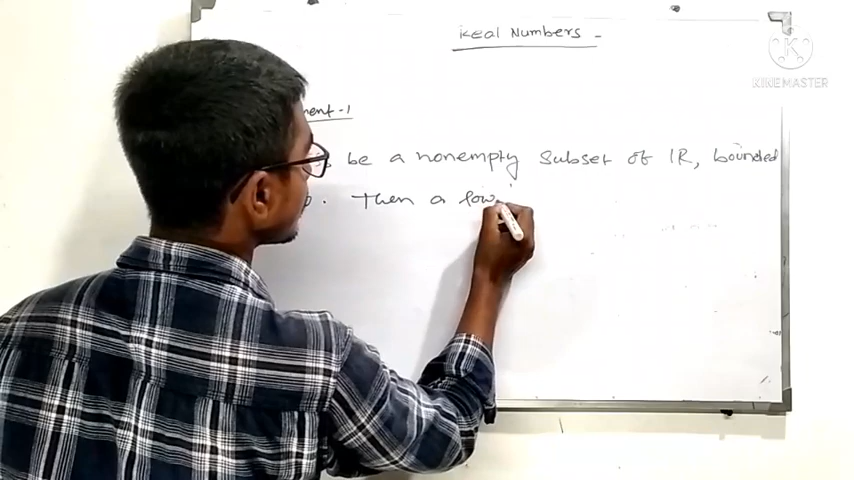 Real Numbers -
KINEMASTER
ment-1
be a nonempty subset of IR, bounded
. Then a low